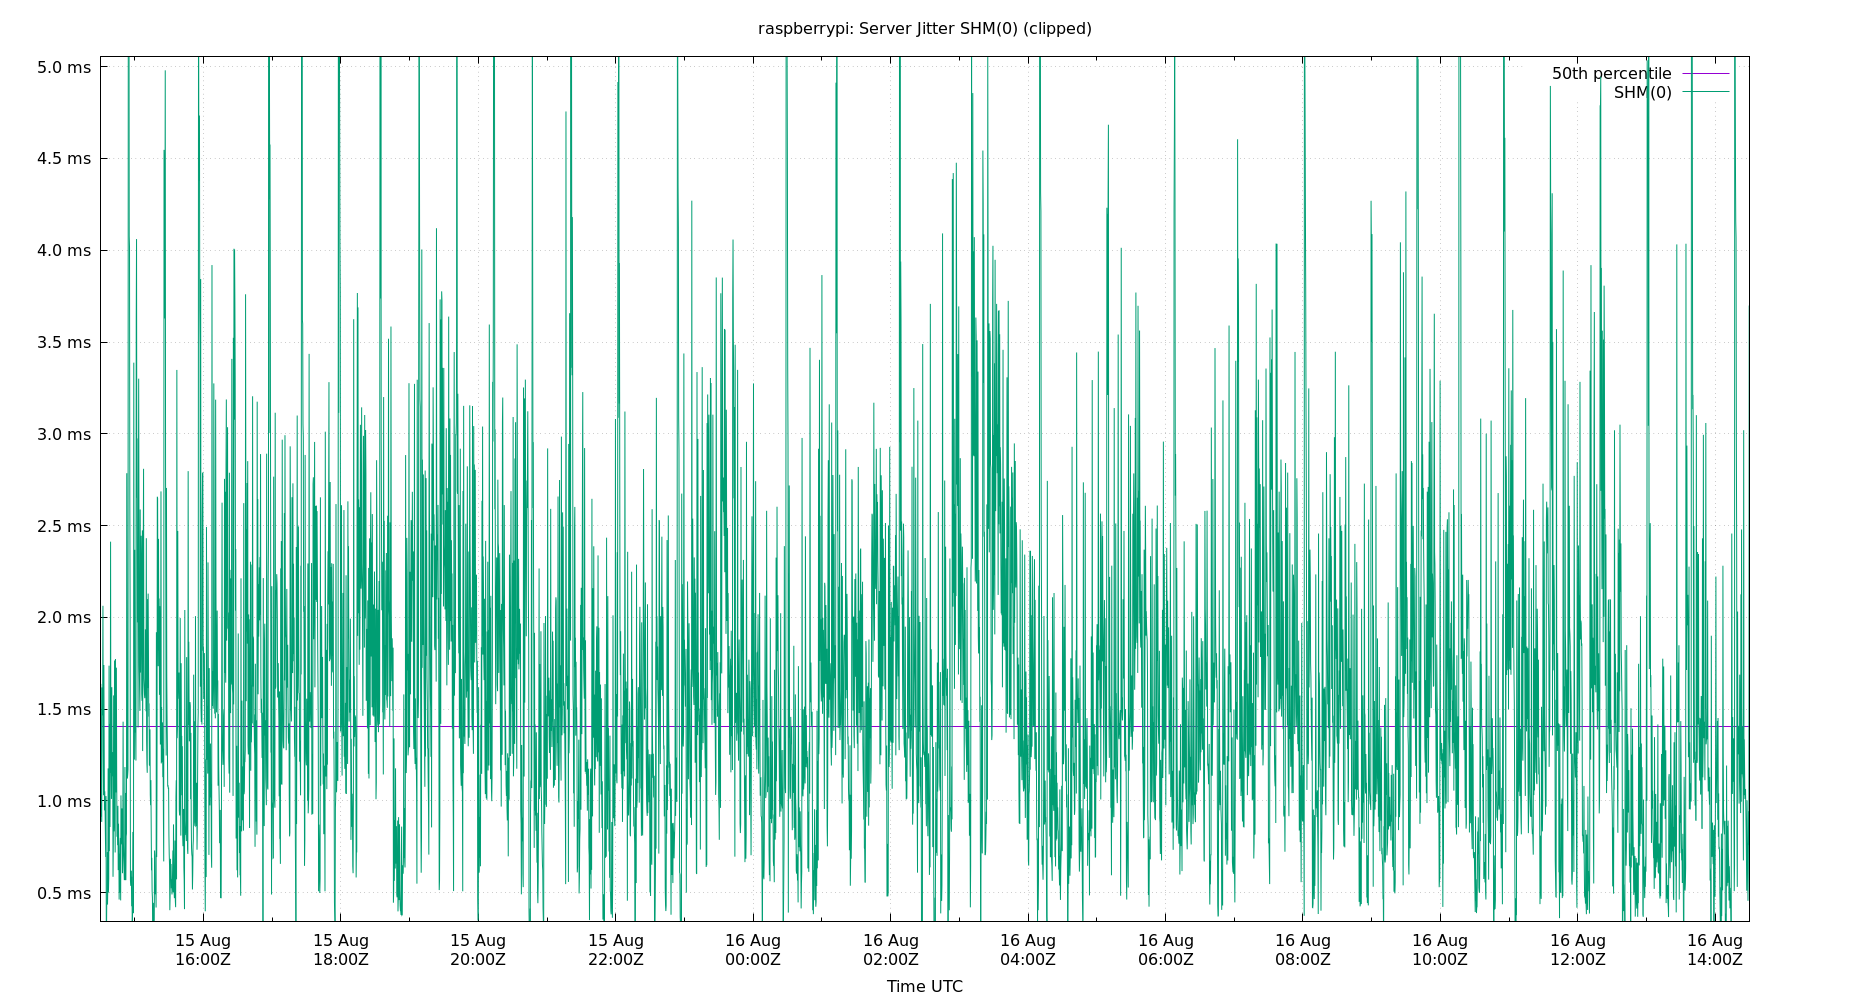 raspberrypi: Server Jitter SHM(0) (clipped)
5.0 ms
4.5 ms
4.0 ms
3.5 ms
3.0 ms
2.5 ms
2.0 ms
1.5 ms
1.0 ms
0.5 ms
50th percentile
SHM(0)
15 Aug 15 Aug 15 Aug 15 Aug 16 Aug 16 Aug 16 Aug 16 Aug 16 Aug 16 Aug 16 Aug 16 Aug
16:00Z 18:00Z 20:00Z 22:00Z 00:00Z 02:00Z 04:00Z 06:00Z 08:00Z 10:00Z 12:00Z 14:00Z
Time UTC